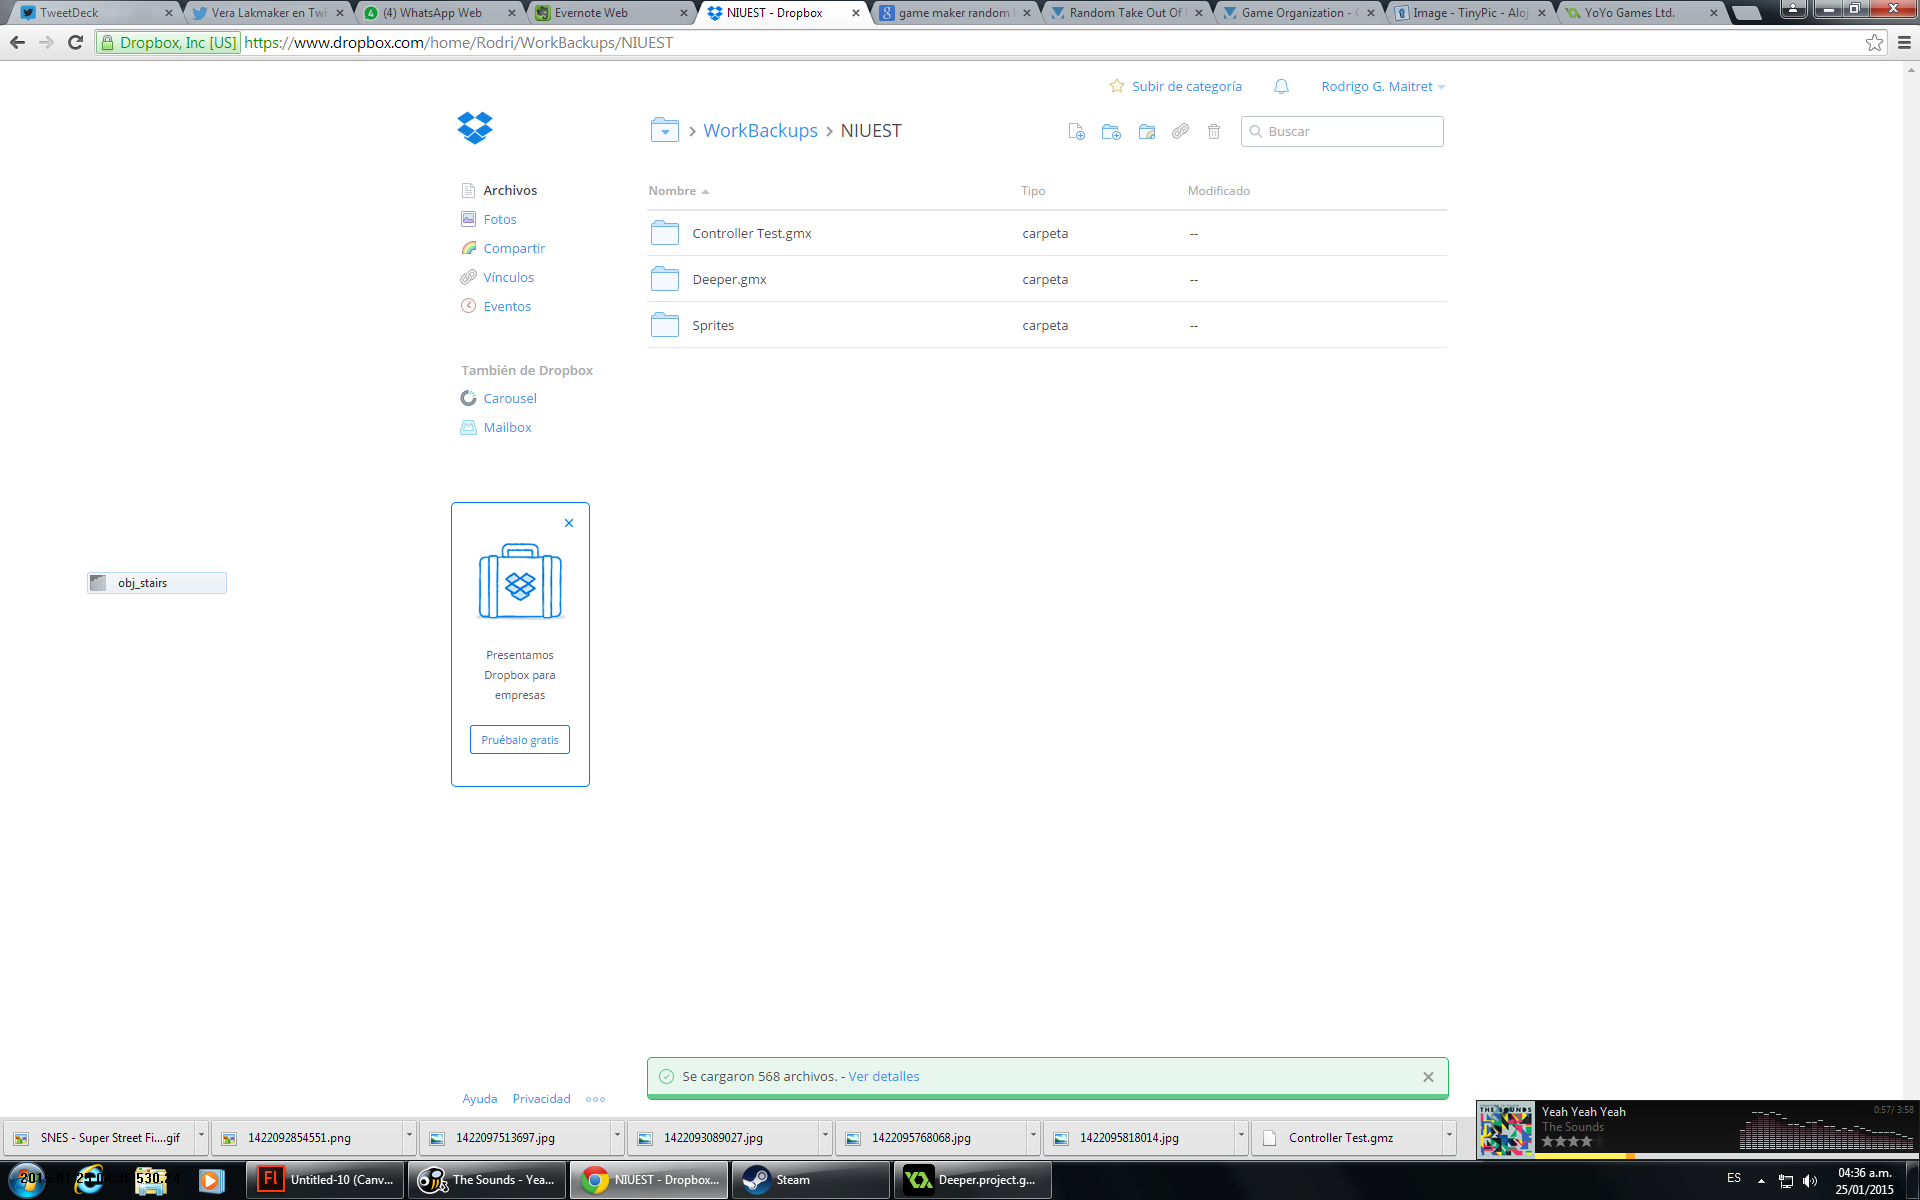 TweetDeck
Vera Lakmaker en Twi
(4) WhatsApp Web
Evernote Web
NIUEST - Dropbox
game maker random
Random Take Out Of
Game Organization -
Image - TinyPic - Aloj
YoYo Games Ltd.
Dropbox, Inc [US]
https://www.dropbox.com/home/Rodri/WorkBackups/NIUEST
Subir de categoría
Rodrigo G. Maitret
WorkBackups
NIUEST
Buscar
Archivos
Fotos
Compartir
Vínculos
Eventos
También de Dropbox
Carousel
Mailbox
Nombre Tipo Modificado
Controller Test.gmx carpeta --
Deeper.gmx carpeta --
Sprites carpeta --
obj_stairs
Presentamos
Dropbox para
empresas
Pruébalo gratis
Se cargaron 568 archivos. - Ver detalles
Ayuda Privacidad
SNES - Super Street Fi....gif
1422092854551.png
1422097513697.jpg
1422093089027.jpg
1422095768068.jpg
1422095818014.jpg
Controller Test.gmz
THE SOUNDS
Yeah Yeah Yeah
The Sounds
0:57/ 3:58
Fl
Untitled-10 (Canv...
The Sounds - Yea...
NIUEST - Dropbox...
Steam
Deeper.project.g...
ES
04:36 a.m.
25/01/2015